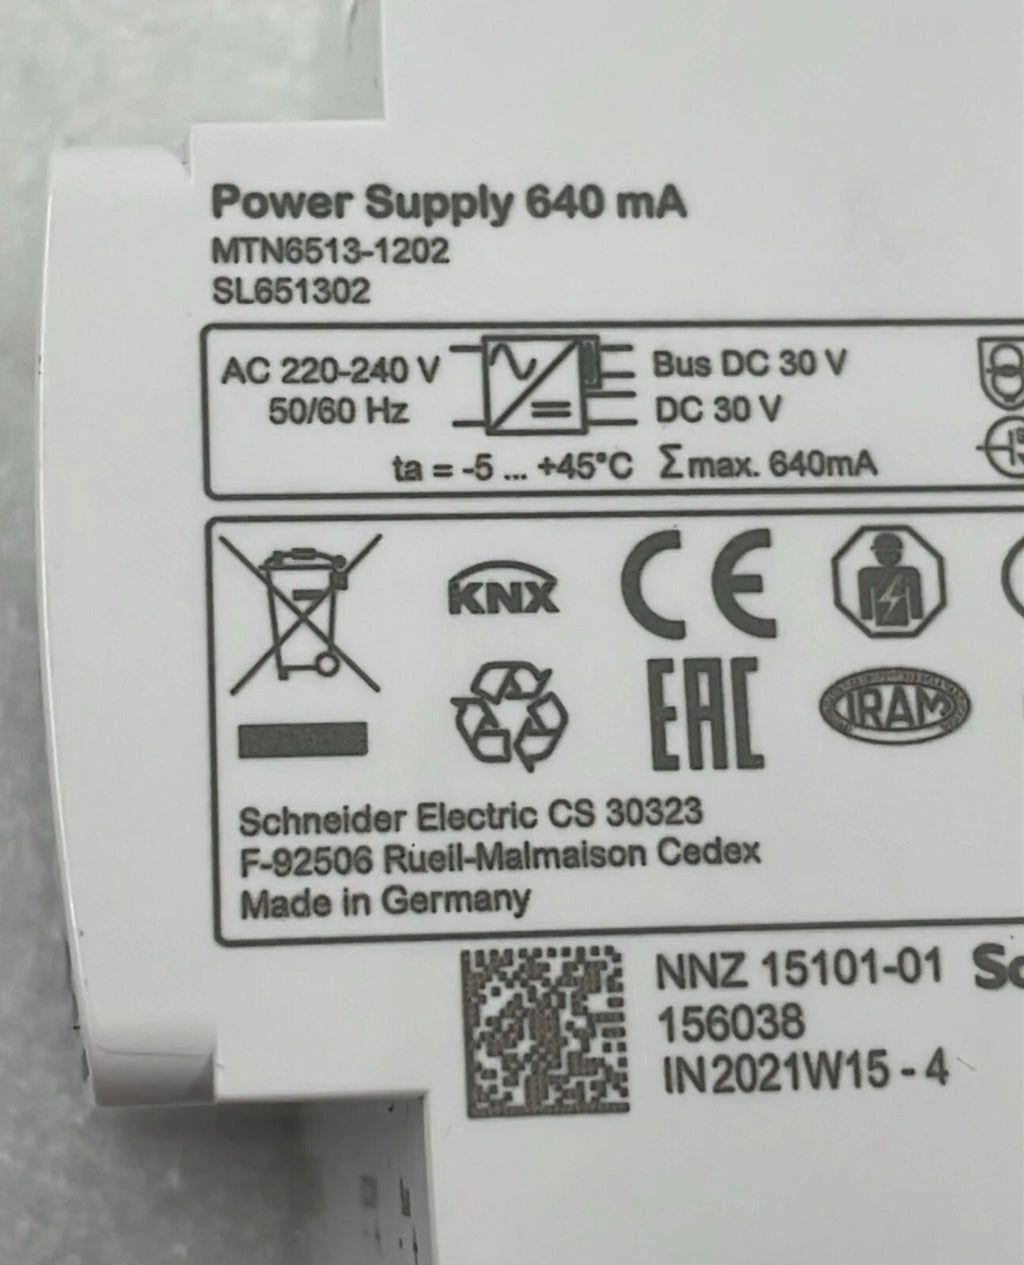 Power Supply 640 mA
MTN6513-1202
SL651302
AC 220-240 V
50/60 Hz
Bus DC 30 V
DC 30 V
ta = -5 ... +45°C Σmax. 640mA
KNX
CE
EAC
IRAM
Schneider Electric CS 30323
F-92506 Rueil-Malmaison Cedex
Made in Germany
NNZ 15101-01
156038
IN2021W15 - 4